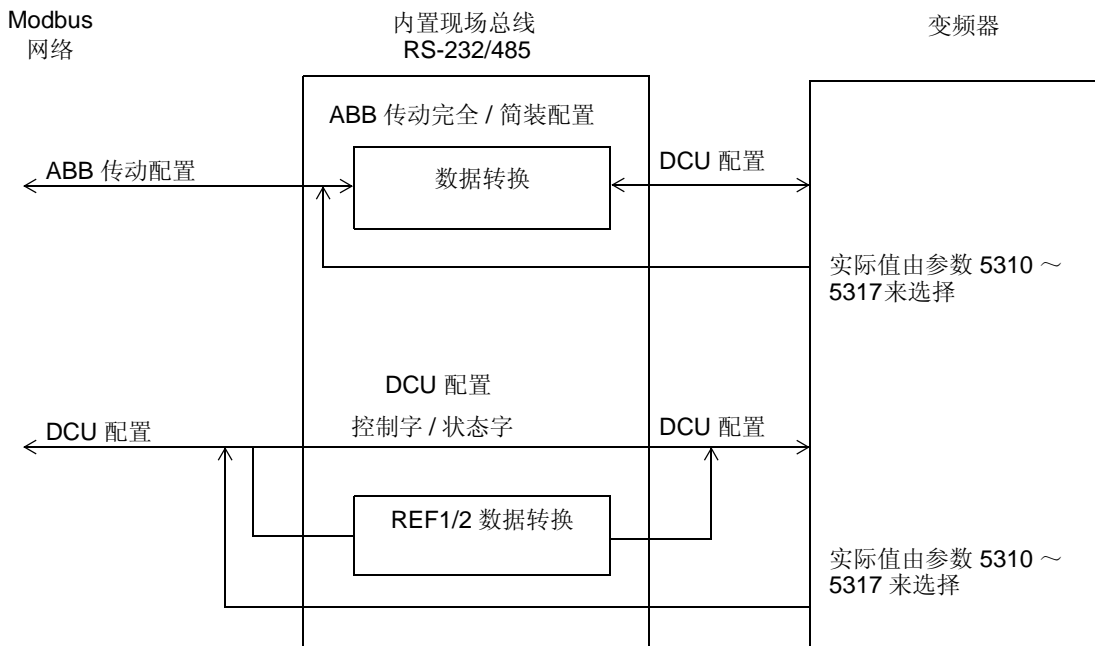 Modbus
网络
内置现场总线
RS-232/485
变频器
ABB 传动完全 / 简装配置
ABB 传动配置
数据转换
DCU 配置
实际值由参数 5310 ～
5317来选择
DCU 配置
DCU 配置
控制字 / 状态字
DCU 配置
REF1/2 数据转换
实际值由参数 5310 ～
5317 来选择